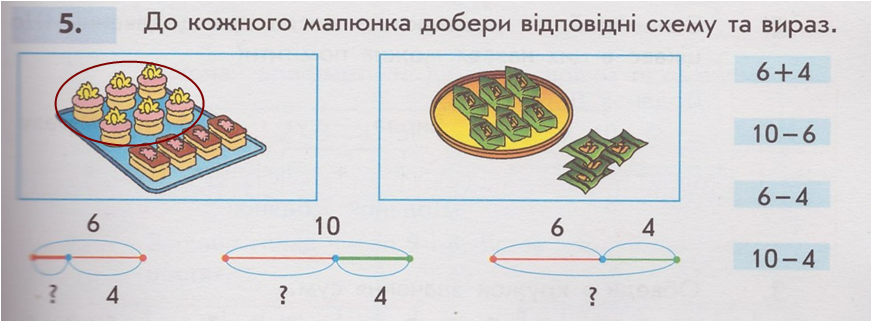 5. До кожного малюнка добери відповідні схему та вираз.
6+4
10−6
6−4
10−4
6 10 6 4
? 4 ? 4 ?